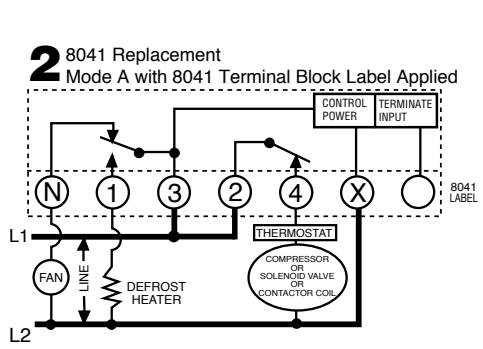 2 8041 Replacement
Mode A with 8041 Terminal Block Label Applied
CONTROL
POWER
TERMINATE
INPUT
N 1 3 2 4 X
8041
LABEL
L1
THERMOSTAT
FAN
LINE
DEFROST
HEATER
COMPRESSOR
OR
SOLENOID VALVE
OR
CONTACTOR COIL
L2